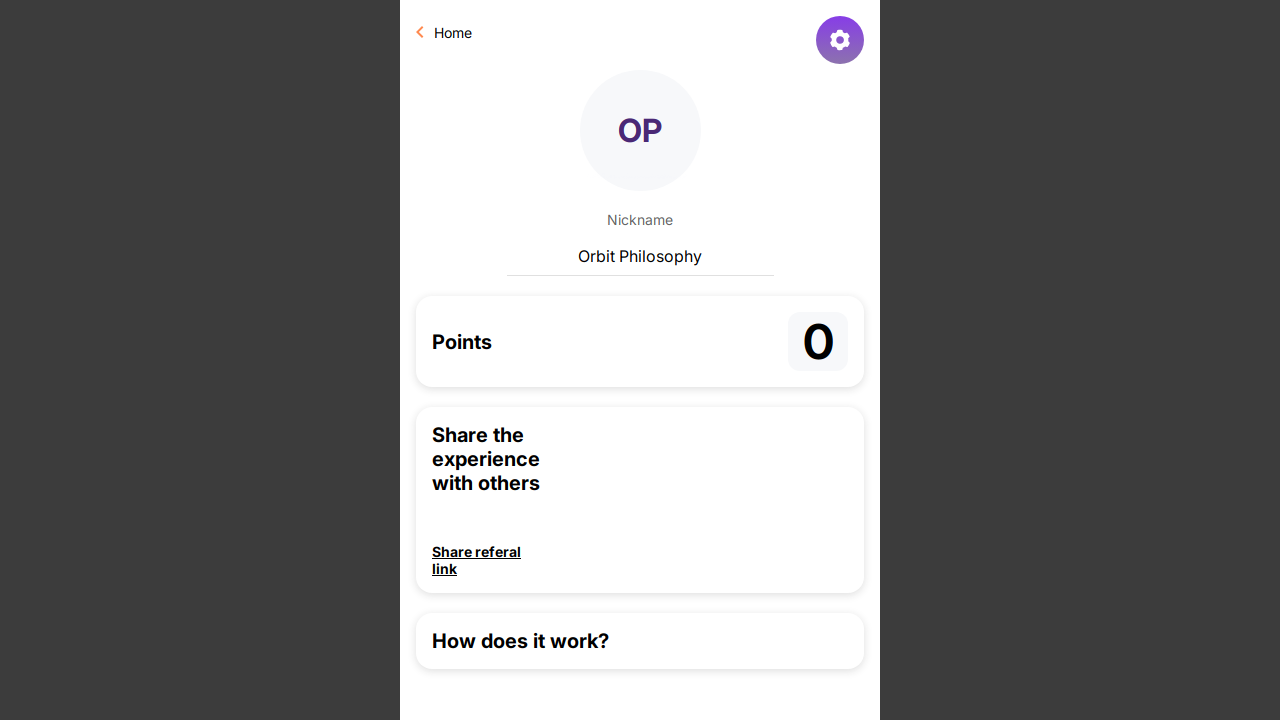 Home
OP
Nickname
Orbit Philosophy
Points
0
Share the
experience
with others
Share referal
link
How does it work?